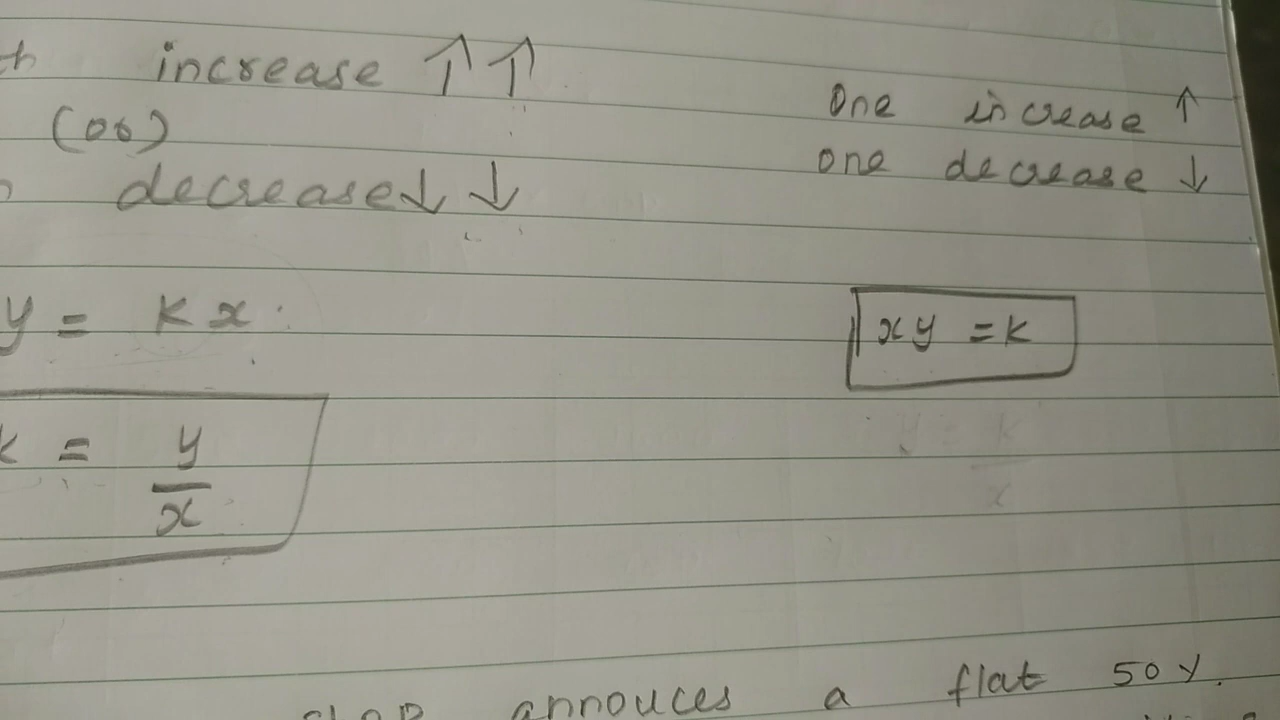 increase ↑↑
(or)
decrease ↓ ↓
One increase ↑
one decrease ↓
y = kx
k = y/x
xy = k
y = k/x
annouces a flat 50%